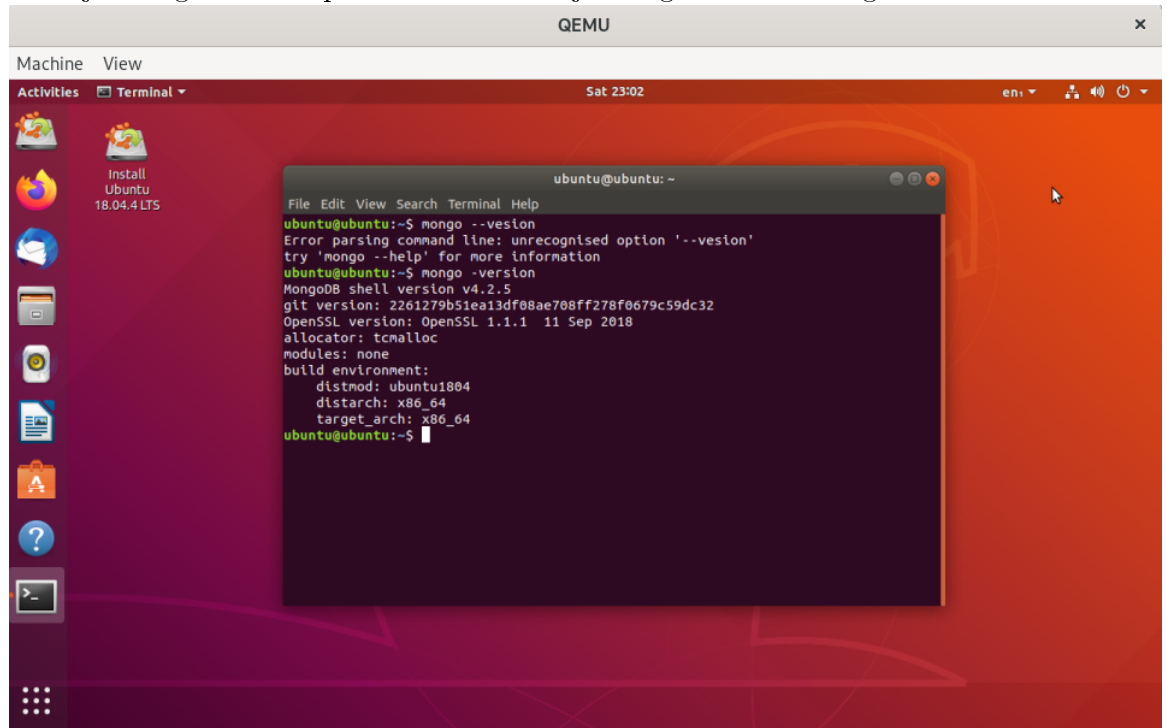 QEMU
Machine View
Activities Terminal Sat 23:02 en₁
Install
Ubuntu
18.04.4 LTS
ubuntu@ubuntu: ~
File Edit View Search Terminal Help
ubuntu@ubuntu:~$ mongo --vesion
Error parsing command line: unrecognised option '--vesion'
try 'mongo --help' for more information
ubuntu@ubuntu:~$ mongo -version
MongoDB shell version v4.2.5
git version: 2261279b51ea13df08ae708ff278f0679c59dc32
OpenSSL version: OpenSSL 1.1.1  11 Sep 2018
allocator: tcmalloc
modules: none
build environment:
    distmod: ubuntu1804
    distarch: x86_64
    target_arch: x86_64
ubuntu@ubuntu:~$